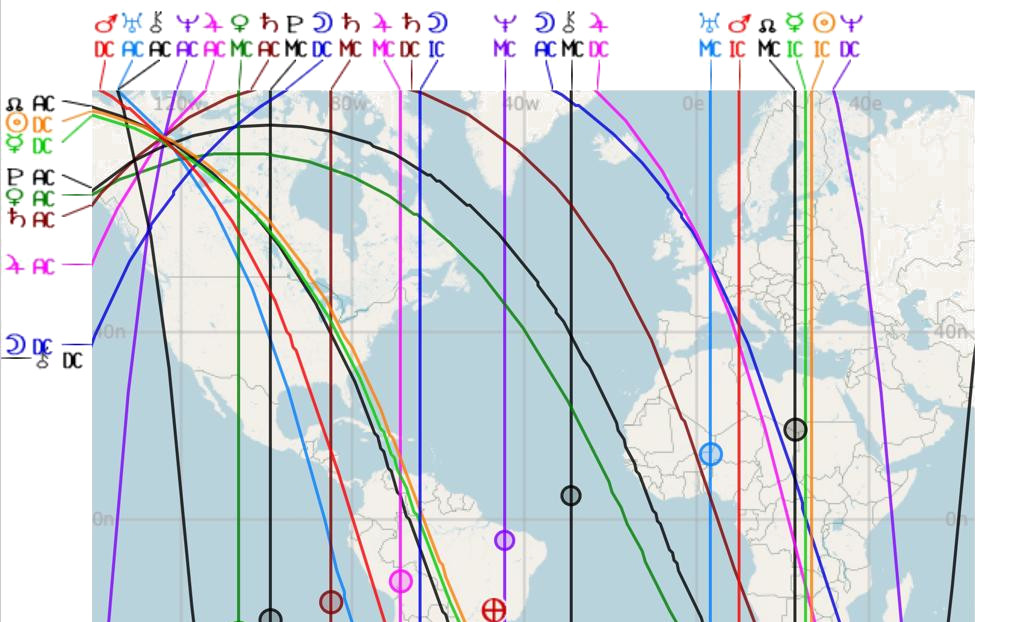 ♂ ♅ ⚷ ♆ ♃ ♀ ♄ ♇ ☽ ♄ ♃ ♄ ☽ ♆ ☽ ⚷ ♃ ♅ ♂ ☊ ☿ ☉ ♆
DC AC AC AC AC MC AC MC DC MC MC DC IC MC AC MC DC MC IC MC IC IC DC
120w 80w 40w 0e 40e
☊ AC
☉ DC
☿ DC
♇ AC
♀ AC
♄ AC
♃ AC
40n 40n
☽ DC
⚷ DC
0n 0n